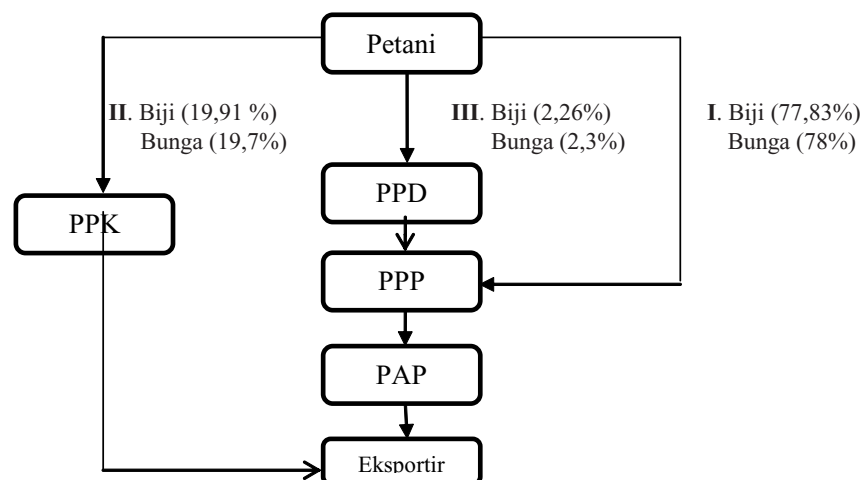 Petani
II. Biji (19,91 %)
Bunga (19,7%)
III. Biji (2,26%)
Bunga (2,3%)
I. Biji (77,83%)
Bunga (78%)
PPD
PPK
PPP
PAP
Eksportir